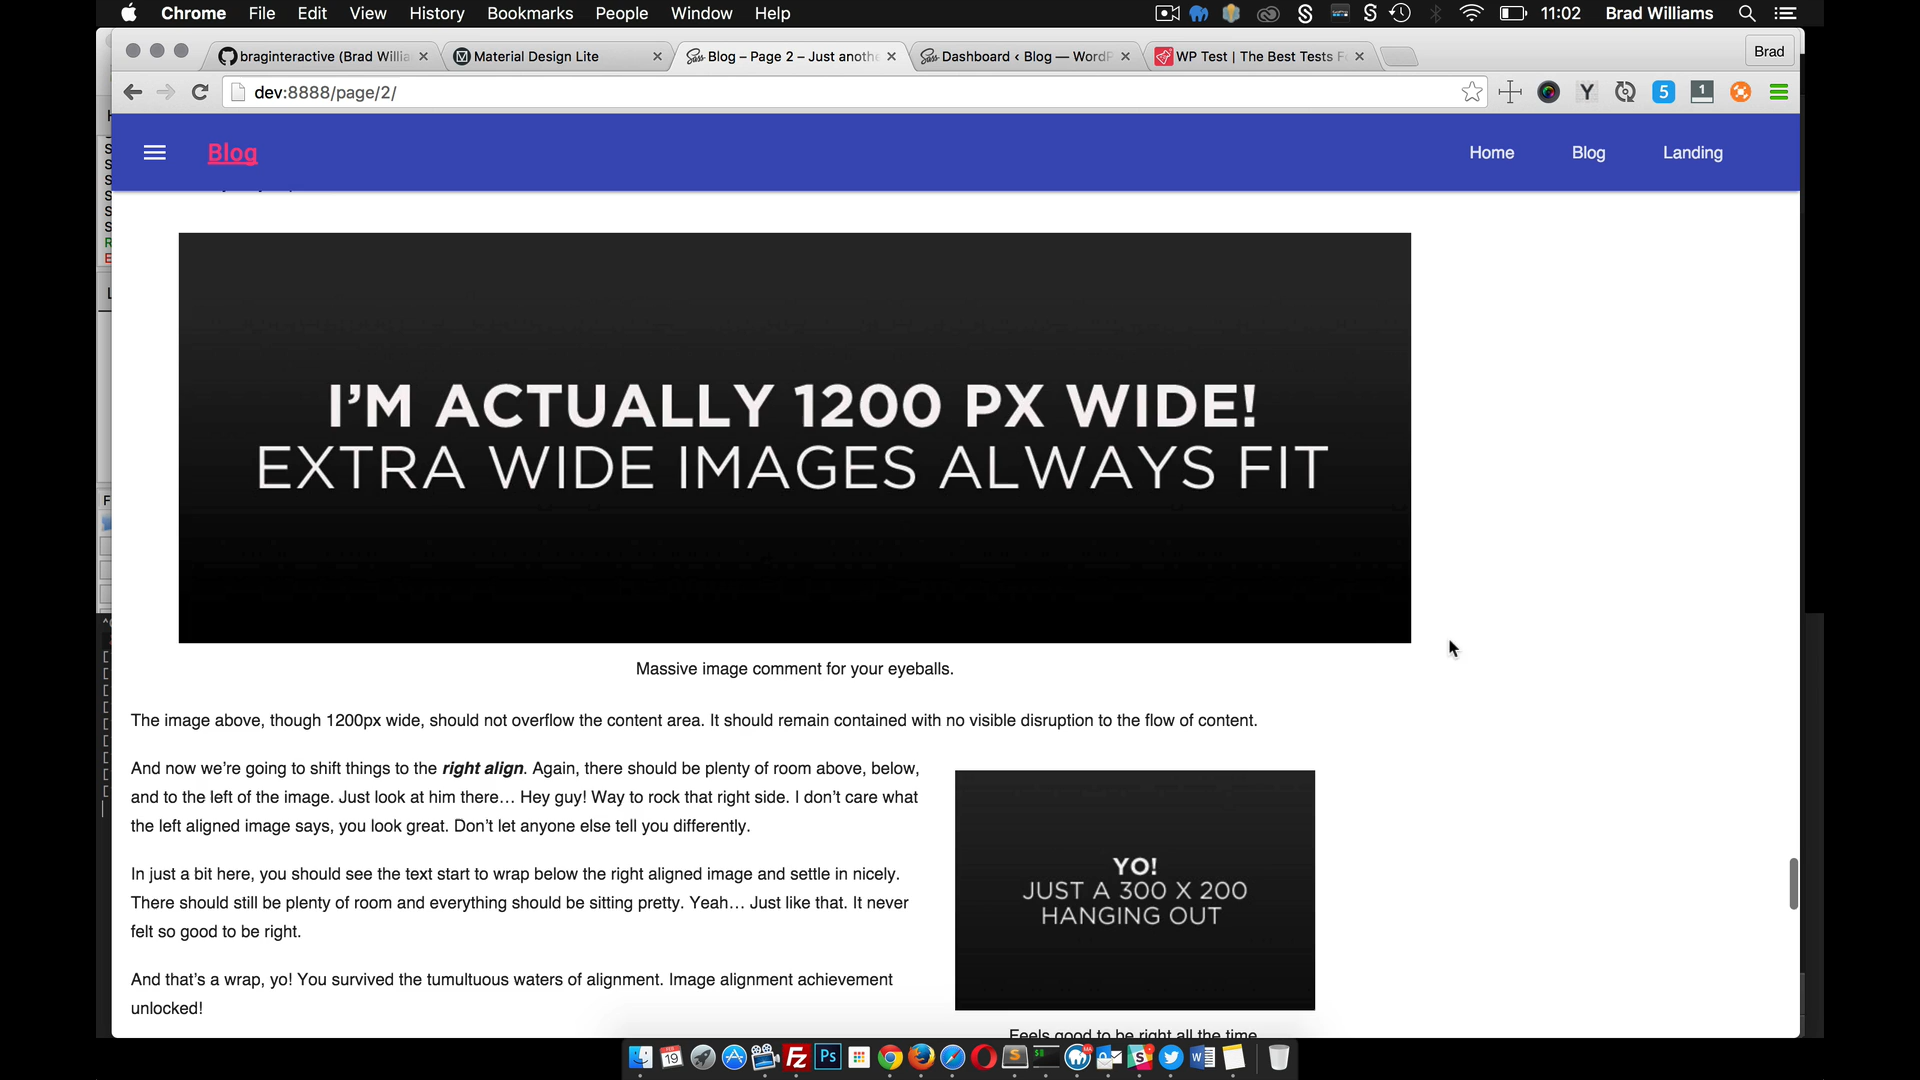 Chrome File Edit View History Bookmarks People Window Help 11:02 Brad Williams
braginteractive (Brad Willia
Material Design Lite
Blog – Page 2 – Just anothe
Dashboard ‹ Blog — WordP
WP Test | The Best Tests F
Brad
dev:8888/page/2/
Blog
Home Blog Landing
I'M ACTUALLY 1200 PX WIDE!
EXTRA WIDE IMAGES ALWAYS FIT
Massive image comment for your eyeballs.
The image above, though 1200px wide, should not overflow the content area. It should remain contained with no visible disruption to the flow of content.
And now we're going to shift things to the right align. Again, there should be plenty of room above, below,
and to the left of the image. Just look at him there… Hey guy! Way to rock that right side. I don't care what
the left aligned image says, you look great. Don't let anyone else tell you differently.
In just a bit here, you should see the text start to wrap below the right aligned image and settle in nicely.
There should still be plenty of room and everything should be sitting pretty. Yeah… Just like that. It never
felt so good to be right.
And that's a wrap, yo! You survived the tumultuous waters of alignment. Image alignment achievement
unlocked!
YO!
JUST A 300 X 200
HANGING OUT
Feels good to be right all the time